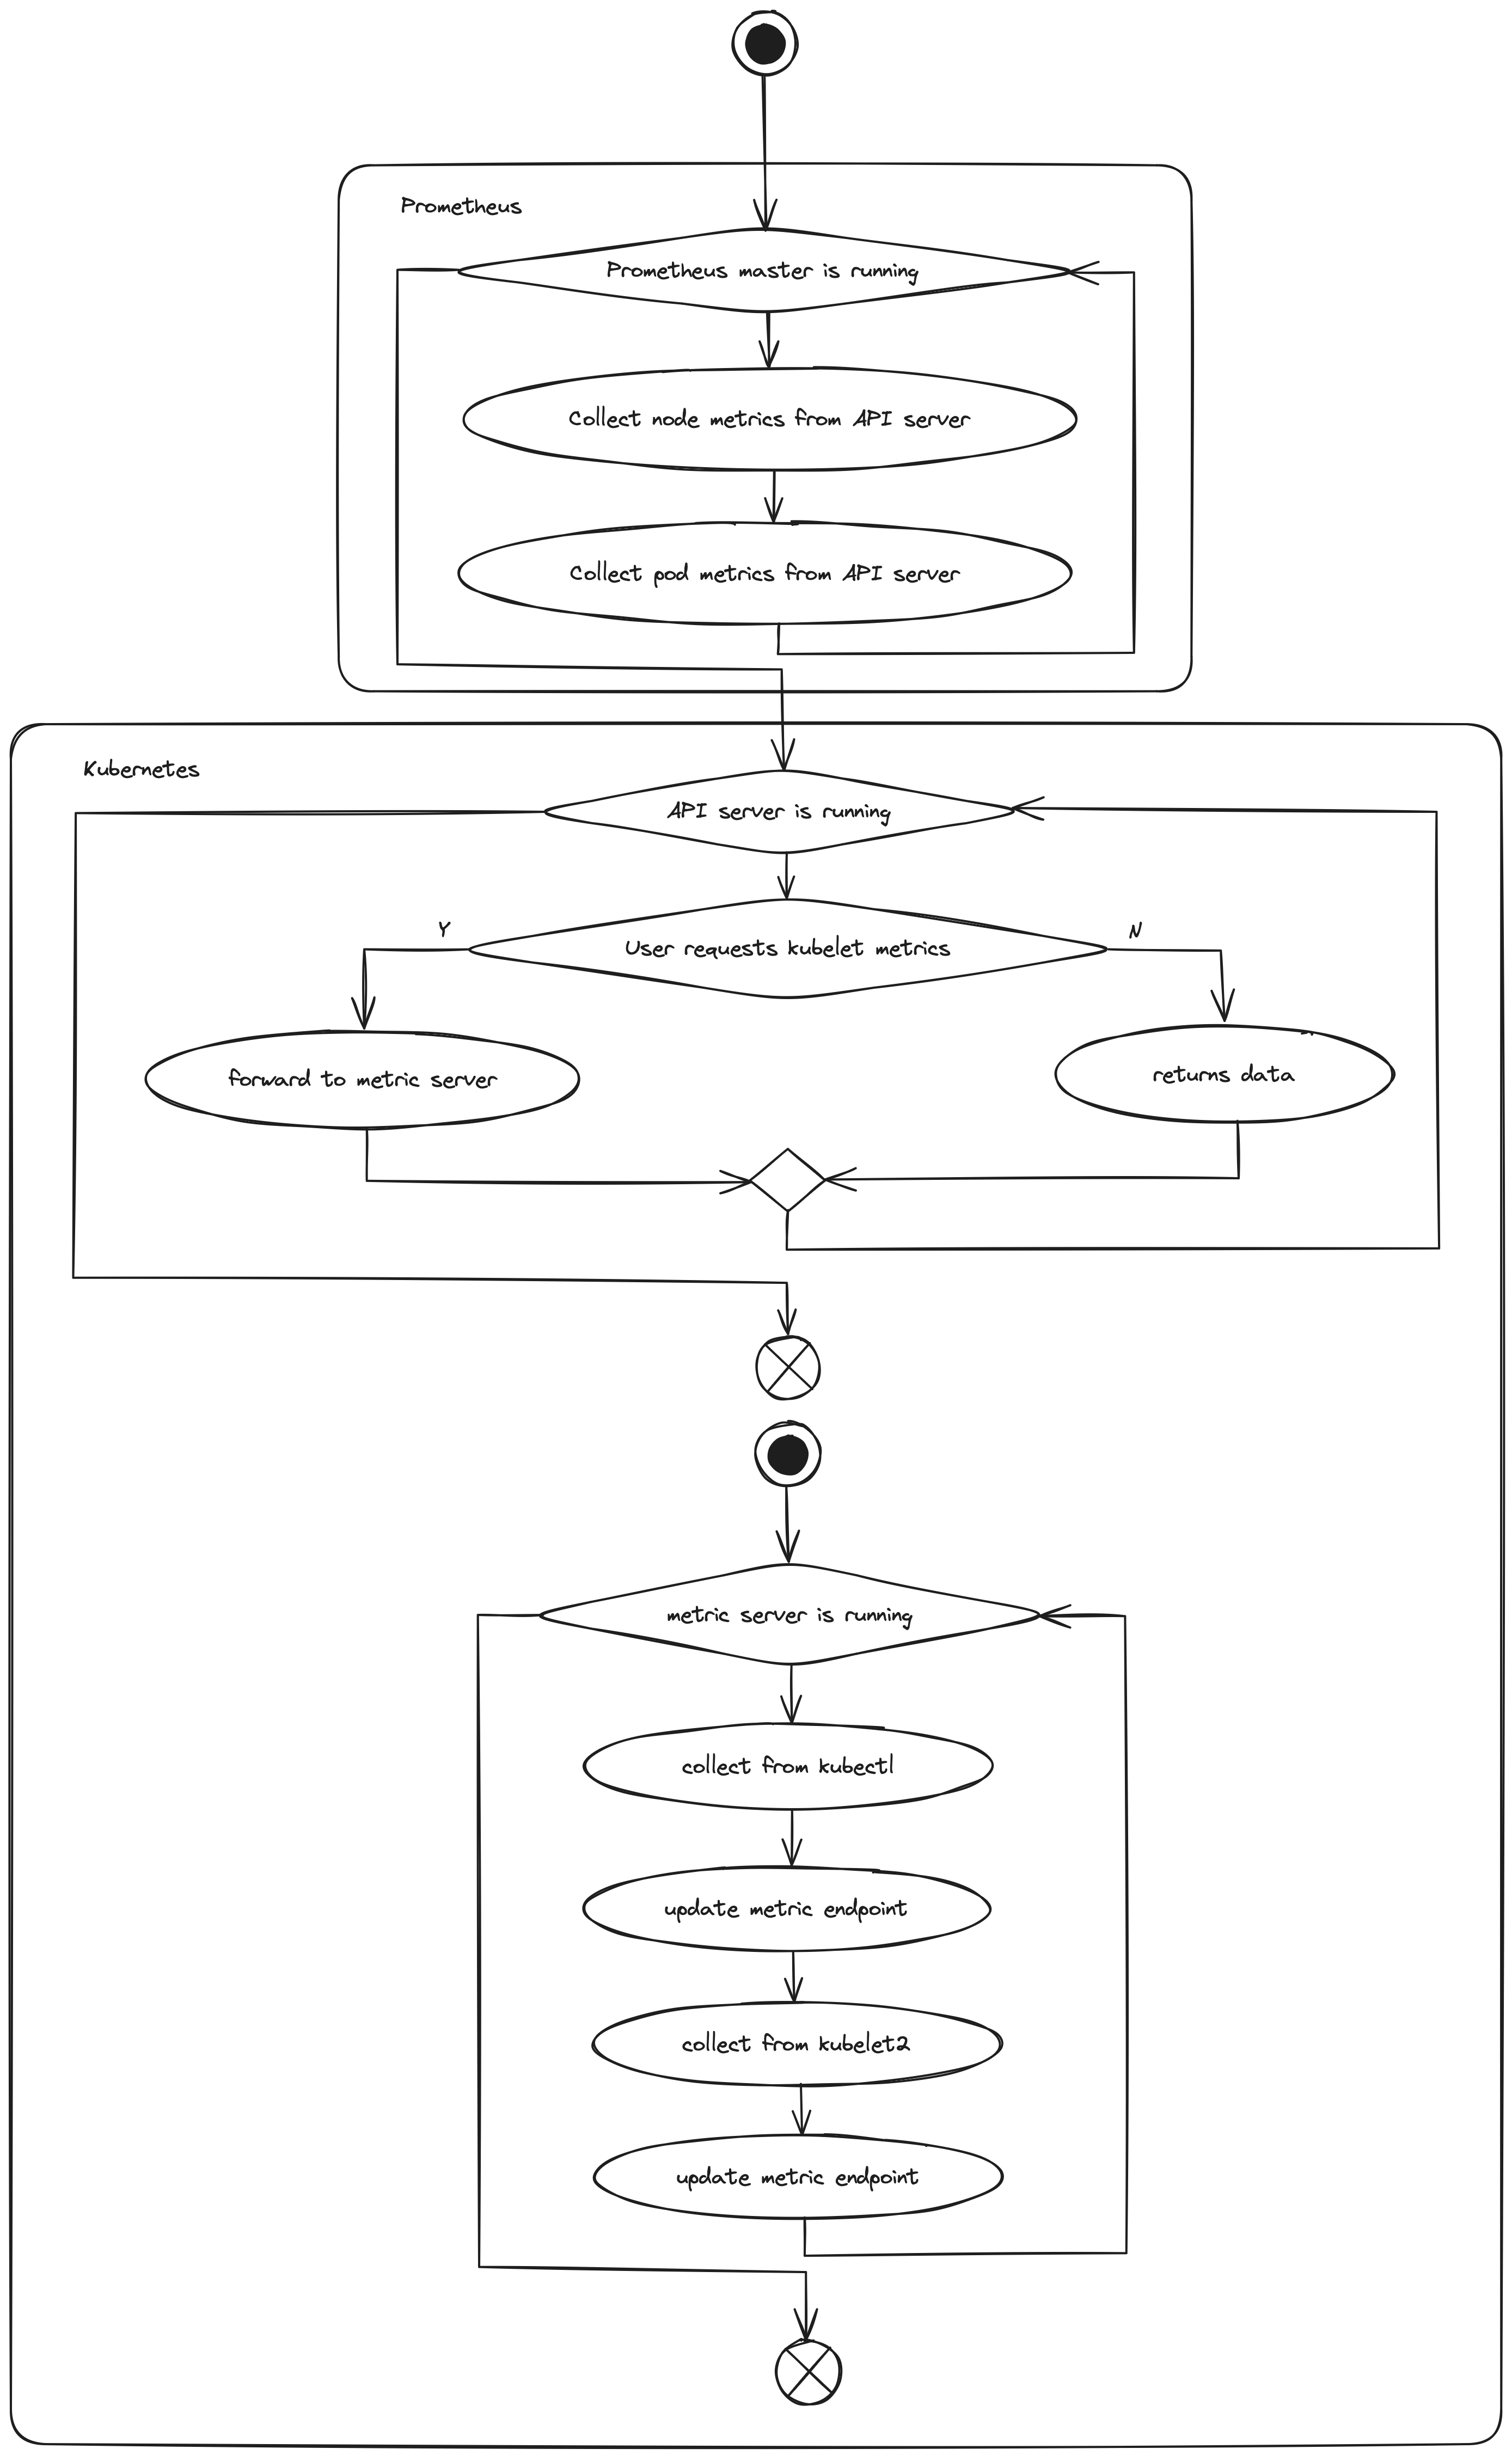 Prometheus
Prometheus master is running
Collect node metrics from API server
Collect pod metrics from API server
Kubernetes
API server is running
Y
N
User requests kubelet metrics
forward to metric server
returns data
metric server is running
collect from kubectl
update metric endpoint
collect from kubelet2
update metric endpoint